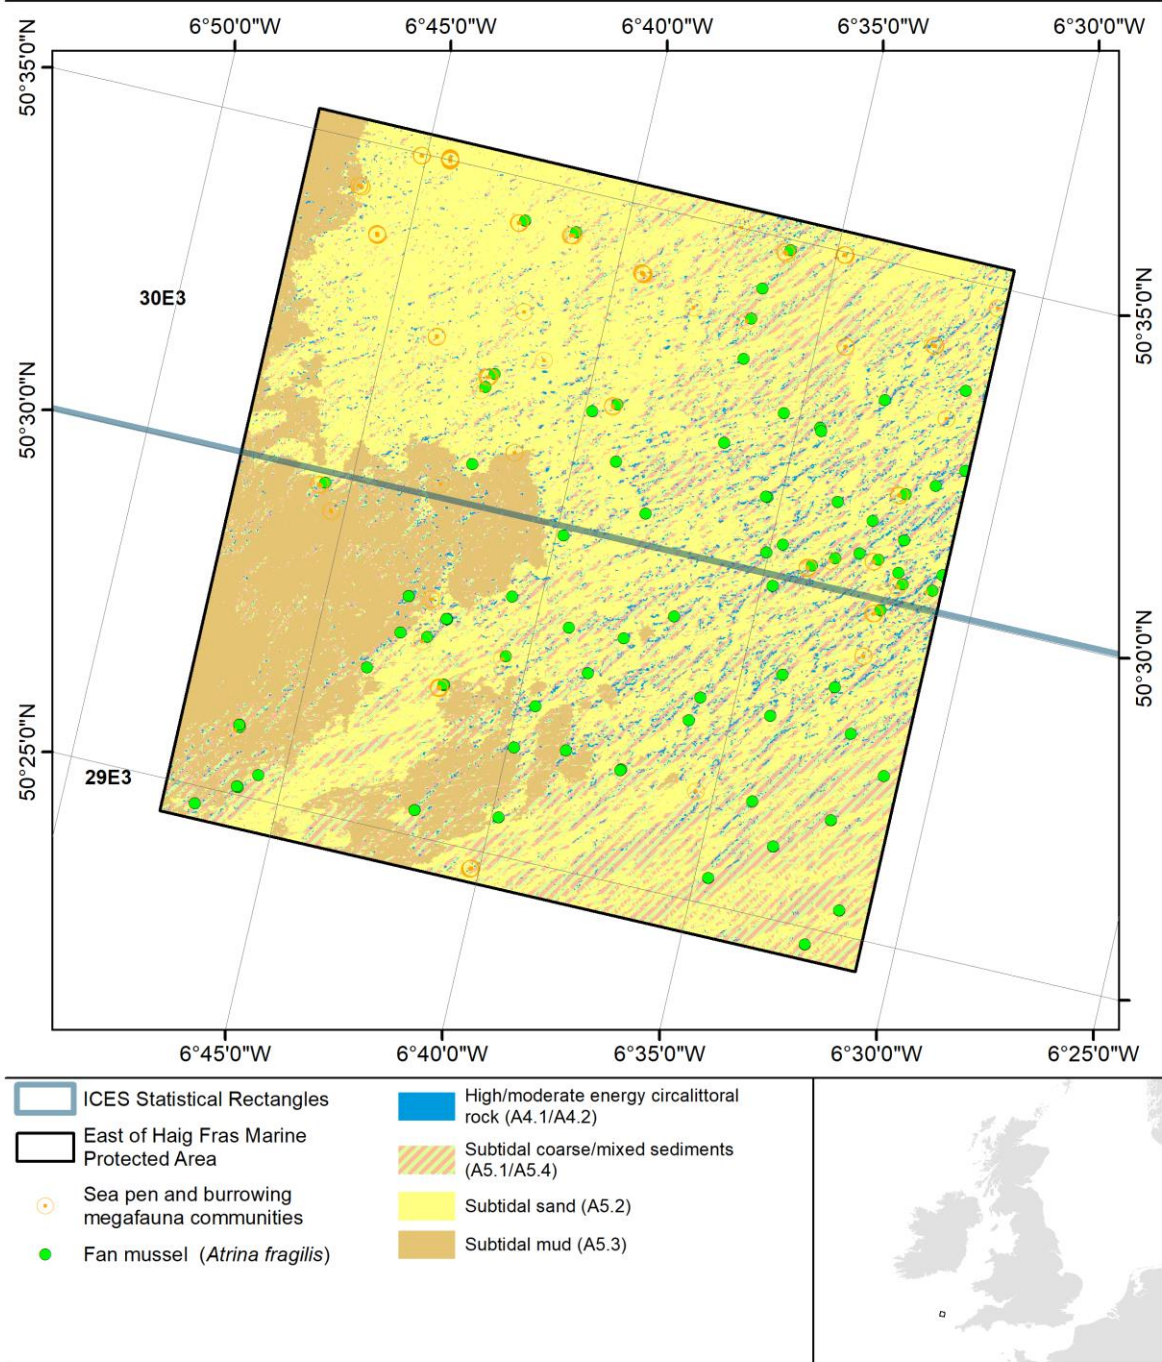 6°50'0"W 6°45'0"W 6°40'0"W 6°35'0"W 6°30'0"W
50°35'0"N
30E3
50°35'0"N
50°30'0"N
50°30'0"N
50°25'0"N
29E3
6°45'0"W 6°40'0"W 6°35'0"W 6°30'0"W 6°25'0"W
ICES Statistical Rectangles
East of Haig Fras Marine
Protected Area
Sea pen and burrowing
megafauna communities
Fan mussel (Atrina fragilis)
High/moderate energy circalittoral
rock (A4.1/A4.2)
Subtidal coarse/mixed sediments
(A5.1/A5.4)
Subtidal sand (A5.2)
Subtidal mud (A5.3)